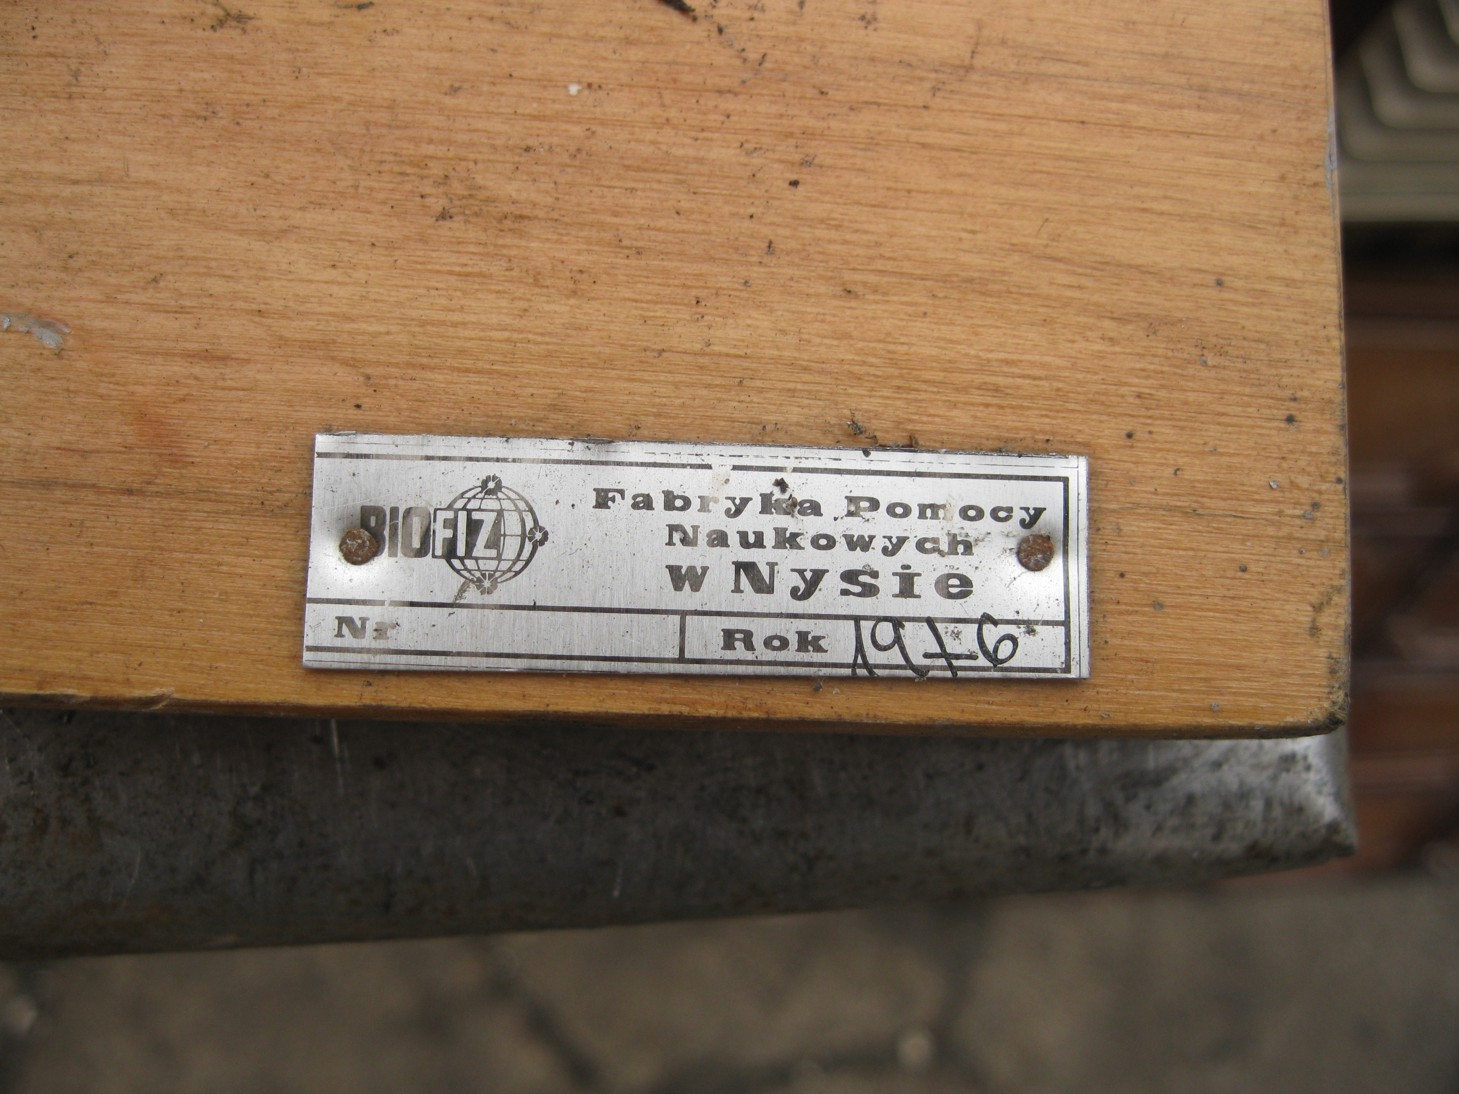 BIOFIZ
Fabryka Pomocy
Naukowych
w Nysie
Nr
Rok 1976